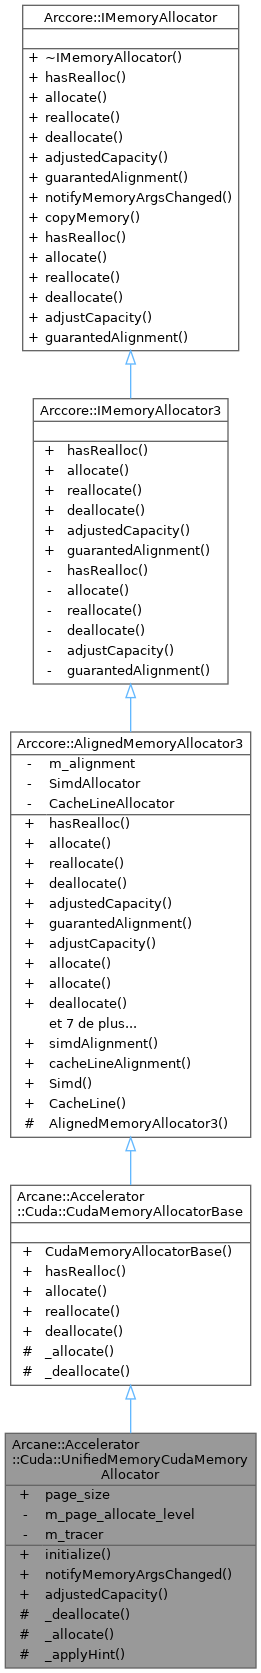 Arccore::IMemoryAllocator
+ ~IMemoryAllocator()
+ hasRealloc()
+ allocate()
+ reallocate()
+ deallocate()
+ adjustedCapacity()
+ guarantedAlignment()
+ notifyMemoryArgsChanged()
+ copyMemory()
+ hasRealloc()
+ allocate()
+ reallocate()
+ deallocate()
+ adjustCapacity()
+ guarantedAlignment()
Arccore::IMemoryAllocator3
+ hasRealloc()
+ allocate()
+ reallocate()
+ deallocate()
+ adjustedCapacity()
+ guarantedAlignment()
- hasRealloc()
- allocate()
- reallocate()
- deallocate()
- adjustCapacity()
- guarantedAlignment()
Arccore::AlignedMemoryAllocator3
- m_alignment
- SimdAllocator
- CacheLineAllocator
+ hasRealloc()
+ allocate()
+ reallocate()
+ deallocate()
+ adjustedCapacity()
+ guarantedAlignment()
+ adjustCapacity()
+ allocate()
+ allocate()
+ deallocate()
et 7 de plus...
+ simdAlignment()
+ cacheLineAlignment()
+ Simd()
+ CacheLine()
# AlignedMemoryAllocator3()
Arcane::Accelerator
::Cuda::CudaMemoryAllocatorBase
+ CudaMemoryAllocatorBase()
+ hasRealloc()
+ allocate()
+ reallocate()
+ deallocate()
# _allocate()
# _deallocate()
Arcane::Accelerator
::Cuda::UnifiedMemoryCudaMemory
Allocator
+ page_size
- m_page_allocate_level
- m_tracer
+ initialize()
+ notifyMemoryArgsChanged()
+ adjustedCapacity()
# _deallocate()
# _allocate()
# _applyHint()